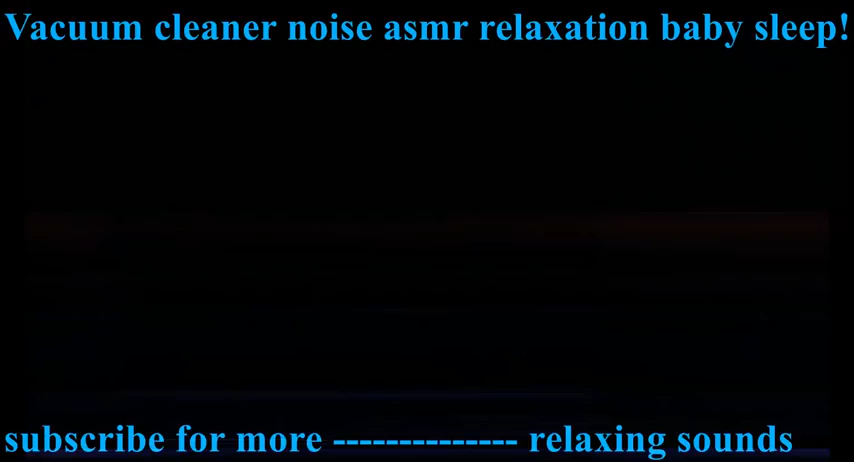 Vacuum cleaner noise asmr relaxation baby sleep!
subscribe for more -------------- relaxing sounds